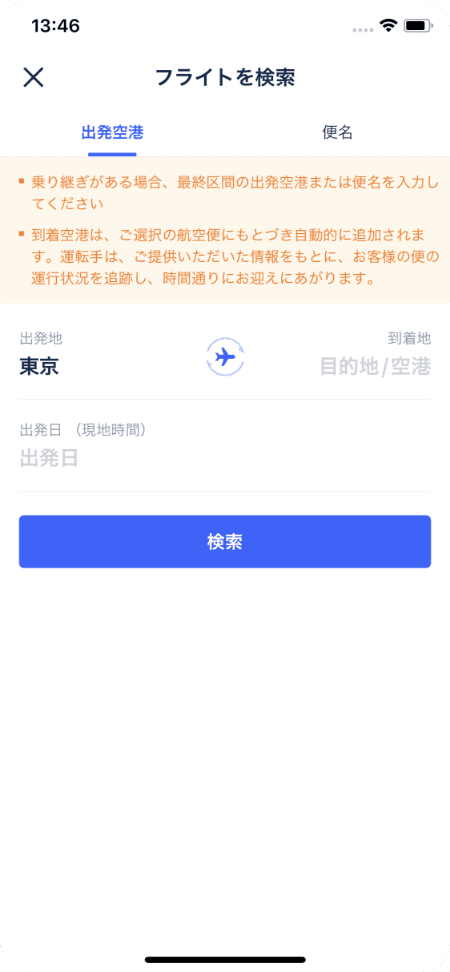 13:46
フライトを検索
出発空港
便名
乗り継ぎがある場合、最終区間の出発空港または便名を入力し
てください
到着空港は、ご選択の航空便にもとづき自動的に追加されま
す。運転手は、ご提供いただいた情報をもとに、お客様の便の
運行状況を追跡し、時間通りにお迎えにあがります。
出発地
到着地
東京
目的地/空港
出発日 （現地時間）
出発日
検索